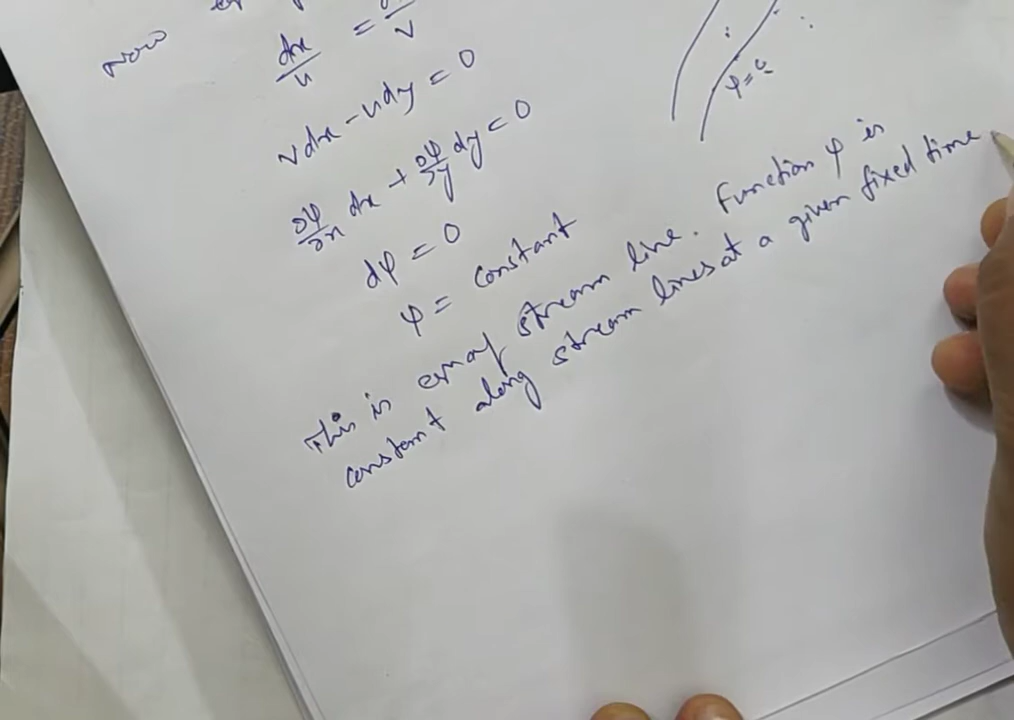 now
dx/u = /v
vdx - udy = 0
∂ψ/∂x dx + ∂ψ/∂y dy = 0
dψ = 0
ψ = constant
This is eqn of stream line. Function ψ is
constant along stream lines at a given fixed time
ψ = c